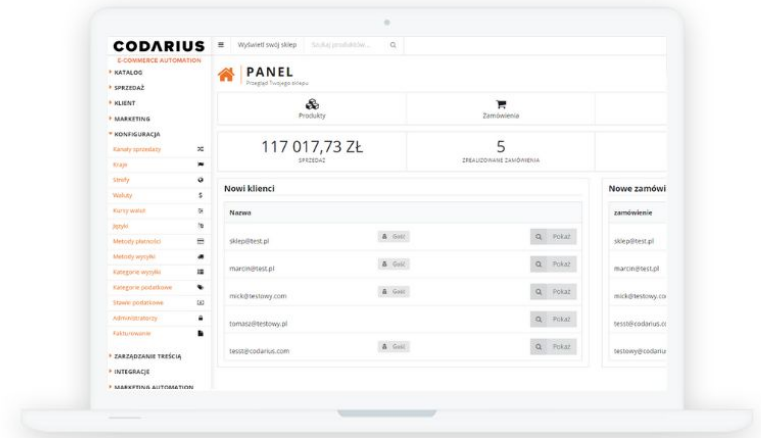 CODARIUS
E-COMMERCE AUTOMATION
KATALOG
SPRZEDAŻ
KLIENT
MARKETING
KONFIGURACJA
Kanały sprzedaży
Kraje
Strefy
Waluty
Kursy walut
Języki
Metody płatności
Metody wysyłki
Kategorie wysyłki
Kategorie podatkowe
Stawki podatkowe
Administratorzy
Fakturowanie
ZARZĄDZANIE TREŚCIĄ
INTEGRACJE
MARKETING AUTOMATION
Wyświetl swój sklep
Szukaj produktów...
PANEL
Przegląd Twojego sklepu
Produkty
Zamówienia
117 017,73 ZŁ
SPRZEDAŻ
5
ZREALIZOWANE ZAMÓWIENIA
Nowi klienci
Nazwa
sklep@test.pl Gość Pokaż
marcin@test.pl Gość Pokaż
mick@testowy.com Gość Pokaż
tomasz@testowy.pl Pokaż
tesst@codarius.com Gość Pokaż
Nowe zamówi
zamówienie
sklep@test.pl
marcin@test.pl
mick@testowy.co
tesst@codarius.c
testowy@codariu